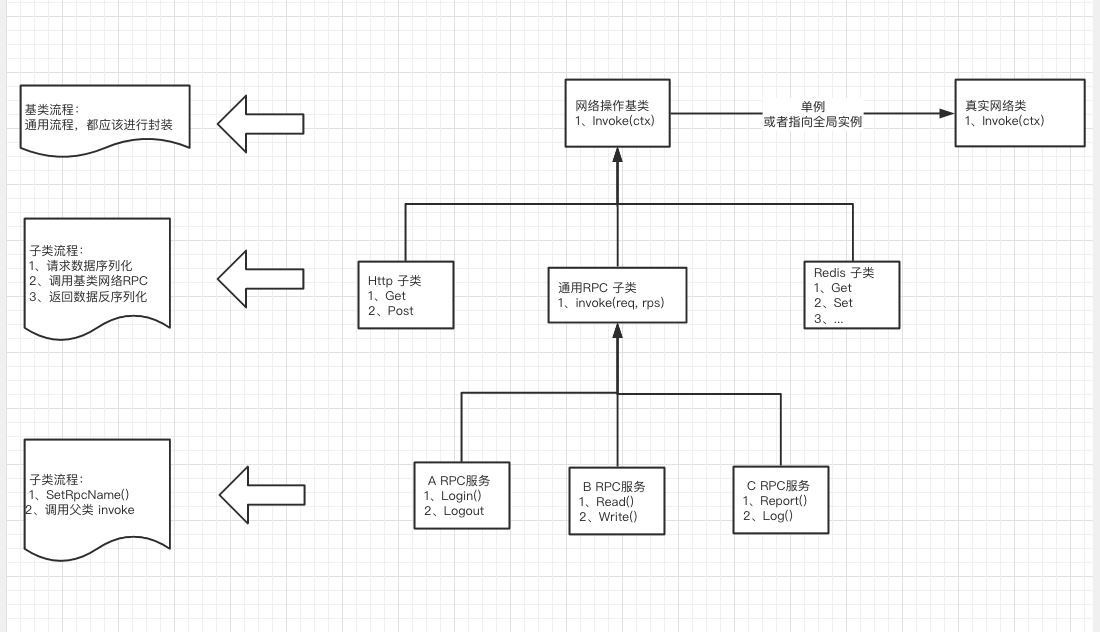 基类流程：
通用流程，都应该进行封装
网络操作基类
1、Invoke(ctx)
单例
或者指向全局实例
真实网络类
1、Invoke(ctx)
子类流程：
1、请求数据序列化
2、调用基类网络RPC
3、返回数据反序列化
Http 子类
1、Get
2、Post
通用RPC 子类
1、invoke(req, rps)
Redis 子类
1、Get
2、Set
3、...
子类流程：
1、SetRpcName()
2、调用父类 invoke
A RPC服务
1、Login()
2、Logout
B RPC服务
1、Read()
2、Write()
C RPC服务
1、Report()
2、Log()